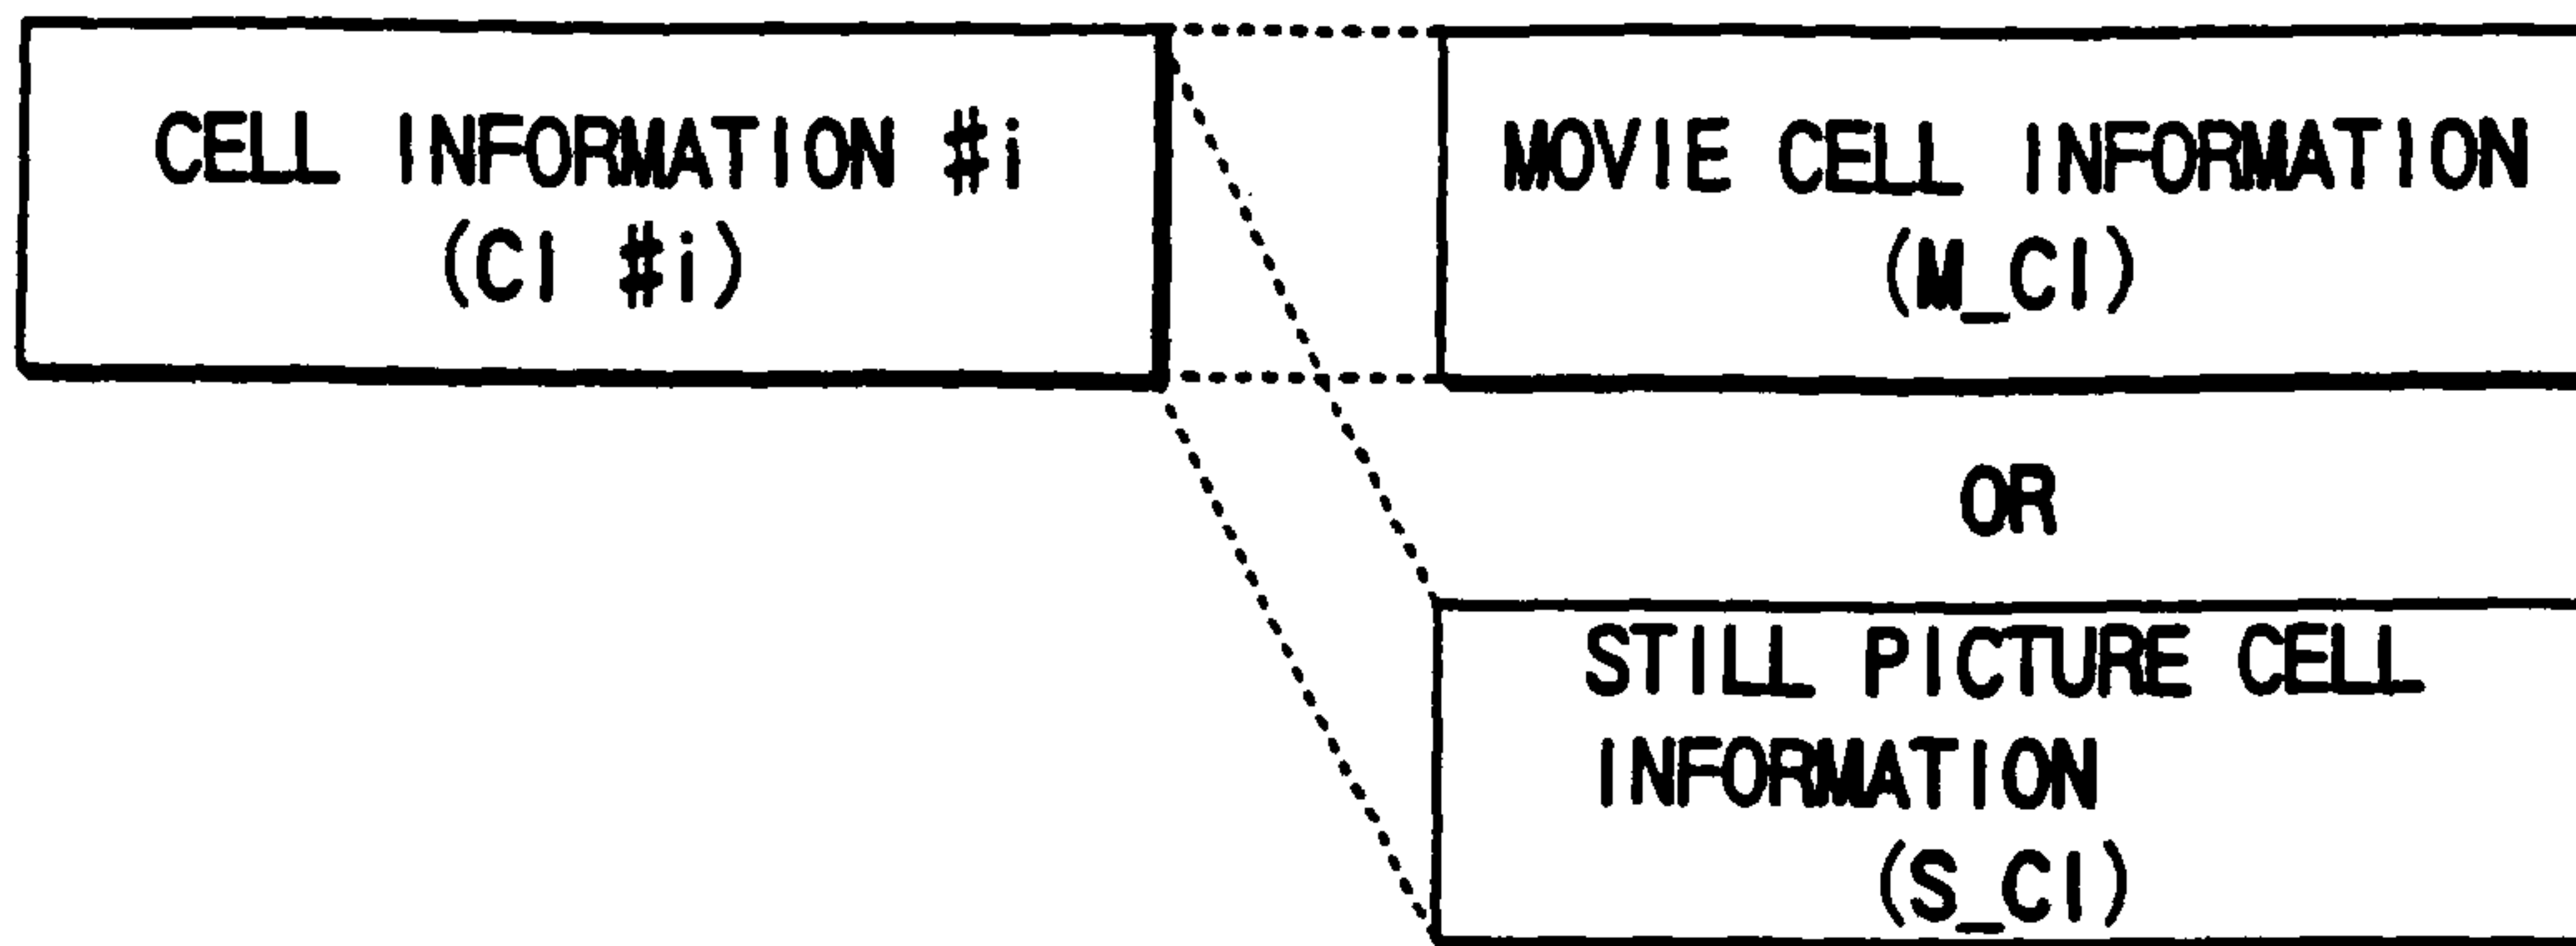 CELL INFORMATION #i
(CI #i)
MOVIE CELL INFORMATION
(M_CI)
OR
STILL PICTURE CELL
INFORMATION
(S_CI)